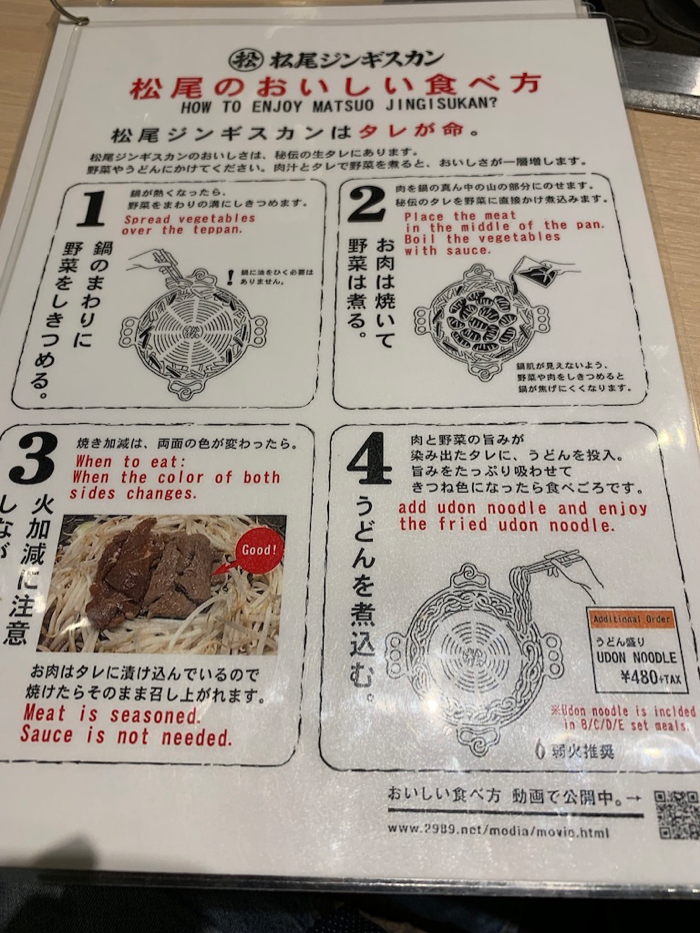 松 松尾ジンギスカン
松尾のおいしい食べ方
HOW TO ENJOY MATSUO JINGISUKAN?
松尾ジンギスカンはタレが命。
松尾ジンギスカンのおいしさは、秘伝の生タレにあります。
野菜やうどんにかけてください。肉汁とタレで野菜を煮ると、おいしさが一層増します。
1
鍋が熱くなったら、
野菜をまわりの溝にしきつめます。
Spread vegetables
over the teppan.
鍋のまわりに
野菜をしきつめる。
! 鍋に油をひく必要は
ありません。
2
肉を鍋の真ん中の山の部分にのせます。
秘伝のタレを野菜に直接かけ煮込みます。
Place the meat
in the middle of the pan.
Boil the vegetables
with sauce.
お肉は焼いて
野菜は煮る。
鍋肌が見えないよう、
野菜や肉をしきつめると
鍋が焦げにくくなります。
3
焼き加減は、両面の色が変わったら。
When to eat:
When the color of both
sides changes.
火加減に注意
しなが
Good!
お肉はタレに漬け込んでいるので
焼けたらそのまま召し上がれます。
Meat is seasoned.
Sauce is not needed.
4
肉と野菜の旨みが
染み出たタレに、うどんを投入。
旨みをたっぷり吸わせて
きつね色になったら食べごろです。
add udon noodle and enjoy
the fried udon noodle.
うどんを煮込む。
Additional Order
うどん盛り
UDON NOODLE
¥480+TAX
※Udon noodle is inclded
in B/C/D/E set meals.
弱火推奨
おいしい食べ方 動画で公開中。→
www.2989.net/media/movie.html